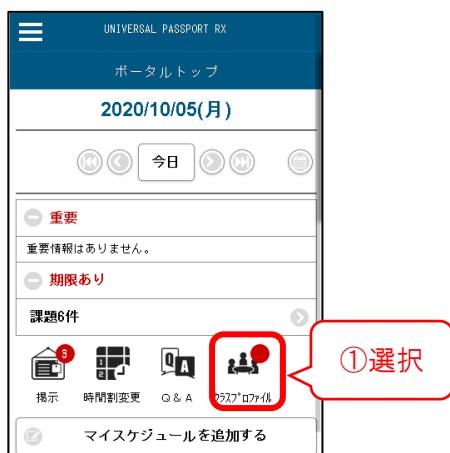 UNIVERSAL PASSPORT RX
ポータルトップ
2020/10/05(月)
今日
重要
重要情報はありません。
期限あり
課題6件
9
1
2
Q A
掲示 時間割変更 Q & A クラスプロファイル
①選択
マイスケジュールを追加する